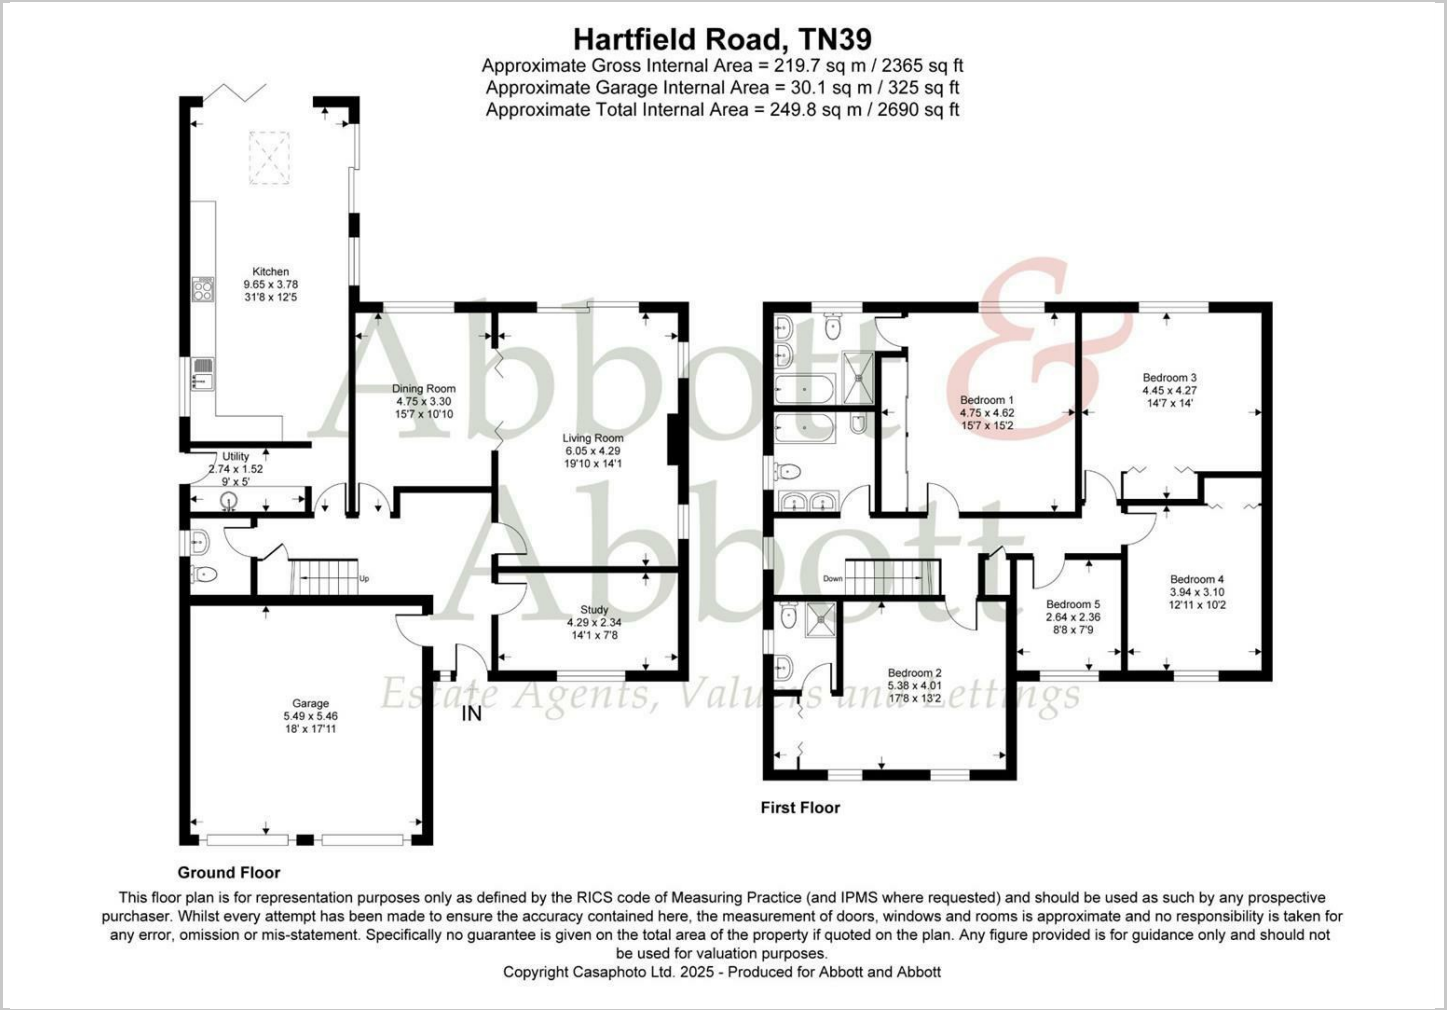 Hartfield Road, TN39
Approximate Gross Internal Area = 219.7 sq m / 2365 sq ft
Approximate Garage Internal Area = 30.1 sq m / 325 sq ft
Approximate Total Internal Area = 249.8 sq m / 2690 sq ft
Kitchen
9.65 x 3.78
31'8 x 12'5
Dining Room
4.75 x 3.30
15'7 x 10'10
Living Room
6.05 x 4.29
19'10 x 14'1
Utility
2.74 x 1.52
9' x 5'
Up
Study
4.29 x 2.34
14'1 x 7'8
Garage
5.49 x 5.46
18' x 17'11
IN
Ground Floor
Bedroom 1
4.75 x 4.62
15'7 x 15'2
Bedroom 3
4.45 x 4.27
14'7 x 14'
Down
Bedroom 4
3.94 x 3.10
12'11 x 10'2
Bedroom 5
2.64 x 2.36
8'8 x 7'9
Bedroom 2
5.38 x 4.01
17'8 x 13'2
First Floor
Abbott &
Abbott
Estate Agents, Valuers and Lettings
This floor plan is for representation purposes only as defined by the RICS code of Measuring Practice (and IPMS where requested) and should be used as such by any prospective
purchaser. Whilst every attempt has been made to ensure the accuracy contained here, the measurement of doors, windows and rooms is approximate and no responsibility is taken for
any error, omission or mis-statement. Specifically no guarantee is given on the total area of the property if quoted on the plan. Any figure provided is for guidance only and should not
be used for valuation purposes.
Copyright Casaphoto Ltd. 2025 - Produced for Abbott and Abbott